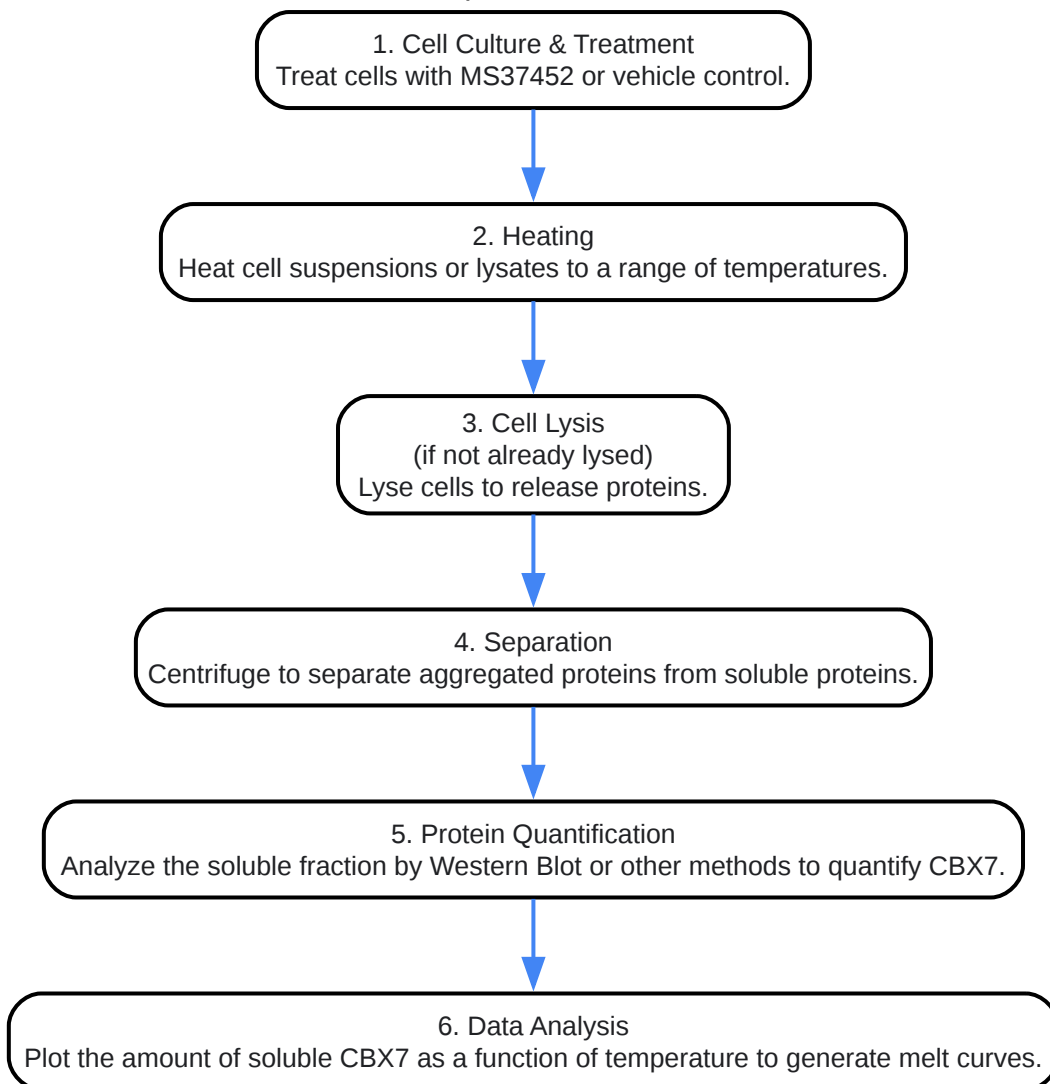 1. Cell Culture & Treatment
Treat cells with MS37452 or vehicle control.
2. Heating
Heat cell suspensions or lysates to a range of temperatures.
3. Cell Lysis
(if not already lysed)
Lyse cells to release proteins.
4. Separation
Centrifuge to separate aggregated proteins from soluble proteins.
5. Protein Quantification
Analyze the soluble fraction by Western Blot or other methods to quantify CBX7.
6. Data Analysis
Plot the amount of soluble CBX7 as a function of temperature to generate melt curves.